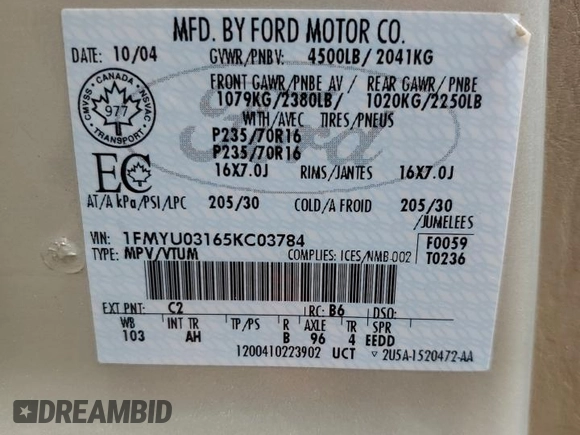 MFD. BY FORD MOTOR CO.
10/04 GVWR/PNBV: 4500LB/ 2041KG
FRONT GAWR/PNBE AV / REAR GAWR/ PNBE
1079KG/2380LB/ 1020KG/2250LB
WITH/AVEC TIRES/PNEUS
P235/70R16
P235/70R16
16X7.0J RIMS/JANTES 16X7.0J
CANADA
CMVSS NSVAC
977
TRANSPORT
Ford
EC
AT/A kPa/PSI/LPC 205/30 COLD/A FROID 205/30
/JUMELEES
VIN: 1FMYU03165KC03784 F0059
TYPE: MPV/VTUM COMPLIES: ICES/NMB-002 T0236
EXT PNT: C2 RC: B6 DSO:
WB INT TR TP/PS R AXLE TR SPR
103 AH B 96 4 EEDD
1200410223902 UCT ▽ 2U5A-1520472-AA
DREAMBID